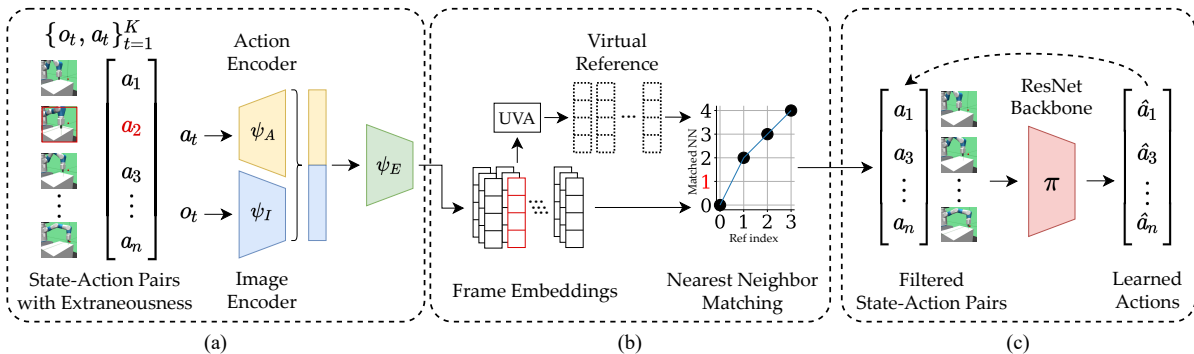 {o_t, a_t}_{t=1}^K
a_1
a_2
a_3
⋮
a_n
State-Action Pairs
with Extraneousness
Action
Encoder
a_t
ψ_A
o_t
ψ_I
Image
Encoder
ψ_E
(a)
Virtual
Reference
UVA
...
Frame Embeddings
Matched NN
4
3
2
1
0
0 1 2 3
Ref index
Nearest Neighbor
Matching
(b)
a_1
a_3
⋮
a_n
Filtered
State-Action Pairs
ResNet
Backbone
π
â_1
â_3
⋮
â_n
Learned
Actions
(c)